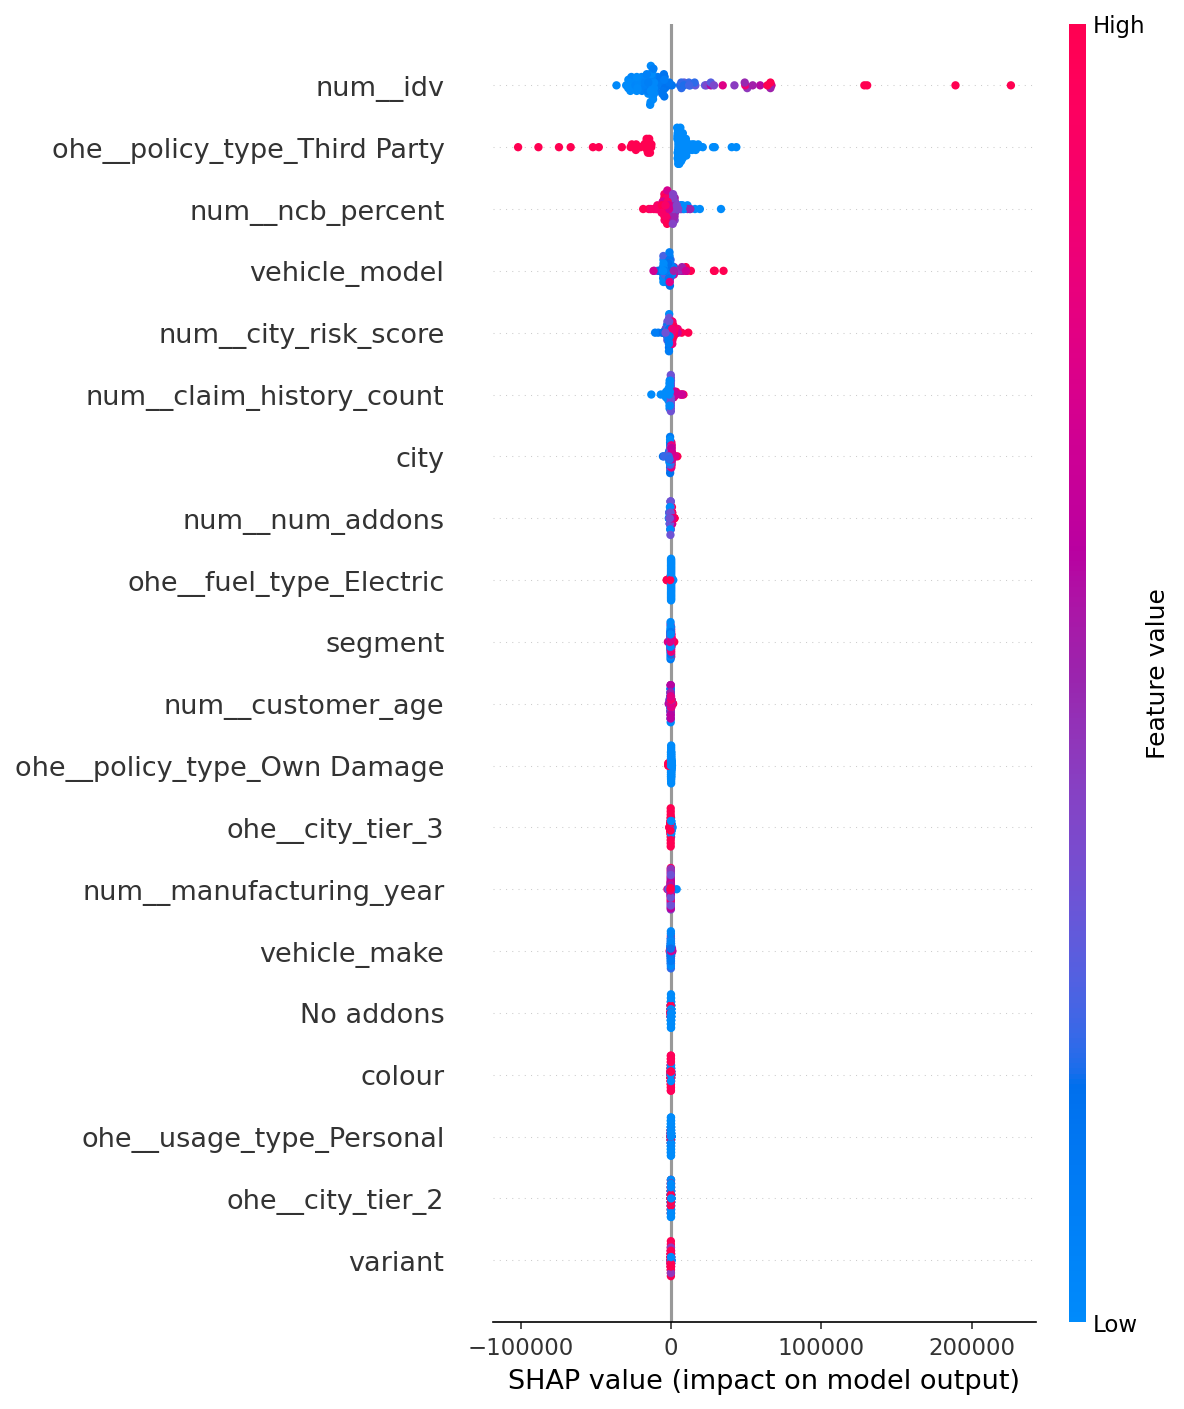 High
num__idv
ohe__policy_type_Third Party
num__ncb_percent
vehicle_model
num__city_risk_score
num__claim_history_count
city
num__num_addons
ohe__fuel_type_Electric
segment
num__customer_age
ohe__policy_type_Own Damage
ohe__city_tier_3
num__manufacturing_year
vehicle_make
No addons
colour
ohe__usage_type_Personal
ohe__city_tier_2
variant
Feature value
Low
−100000 0 100000 200000
SHAP value (impact on model output)